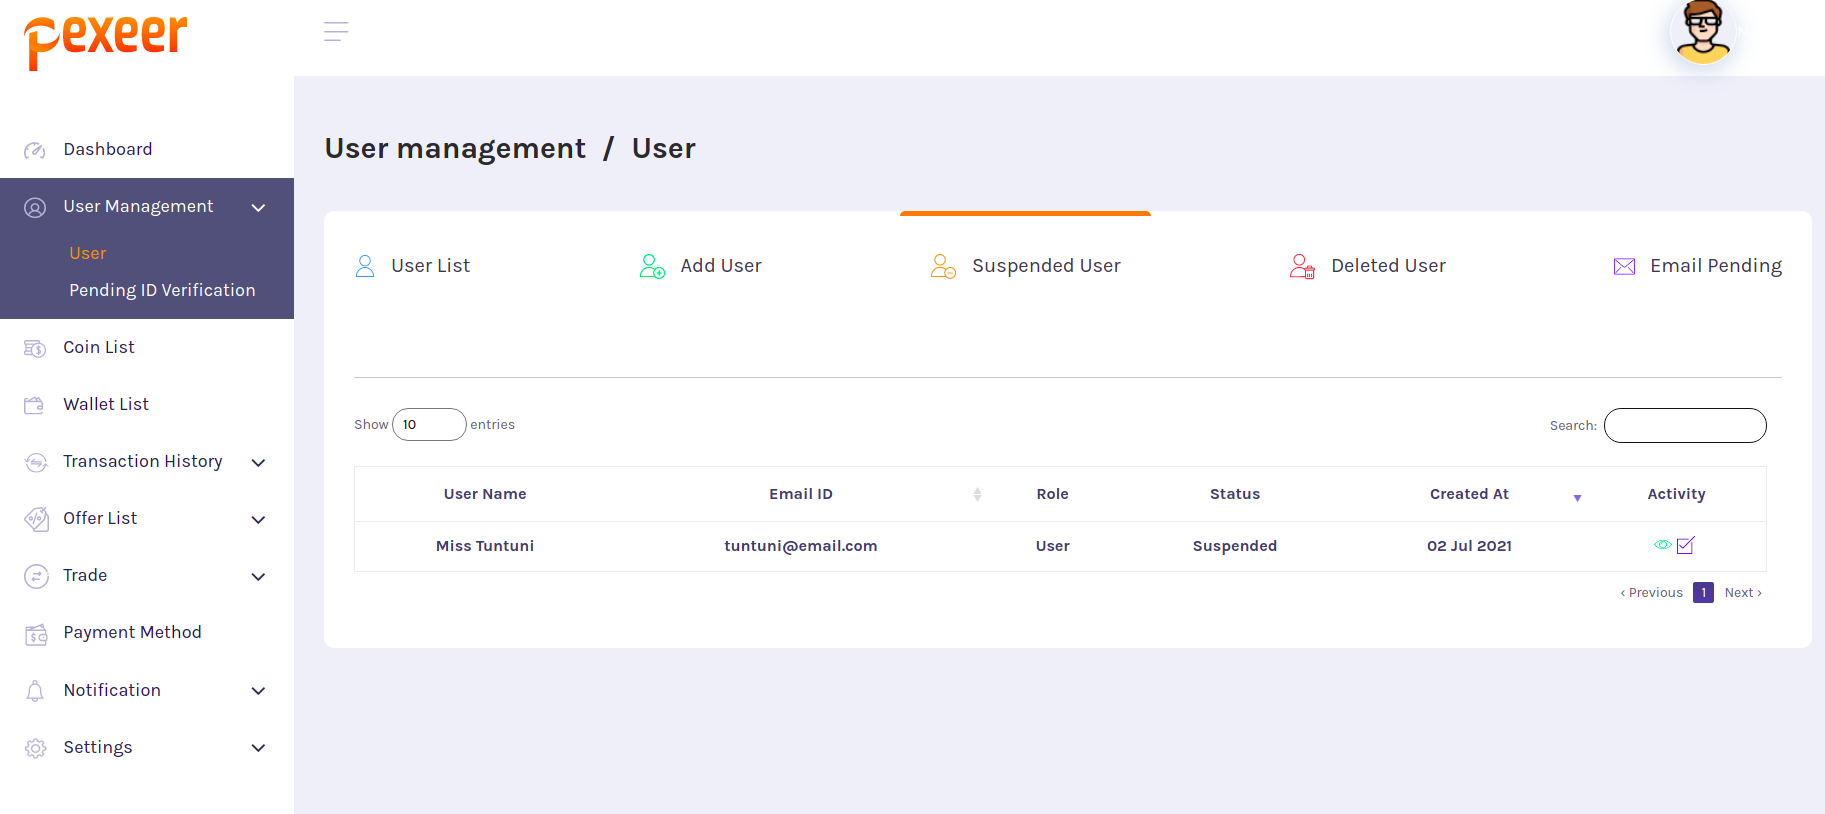 pexeer
Dashboard
User Management
User
Pending ID Verification
Coin List
Wallet List
Transaction History
Offer List
Trade
Payment Method
Notification
Settings
User management / User
User List
Add User
Suspended User
Deleted User
Email Pending
Show 10 entries
Search:
User Name Email ID Role Status Created At Activity
Miss Tuntuni tuntuni@email.com User Suspended 02 Jul 2021
‹ Previous 1 Next ›